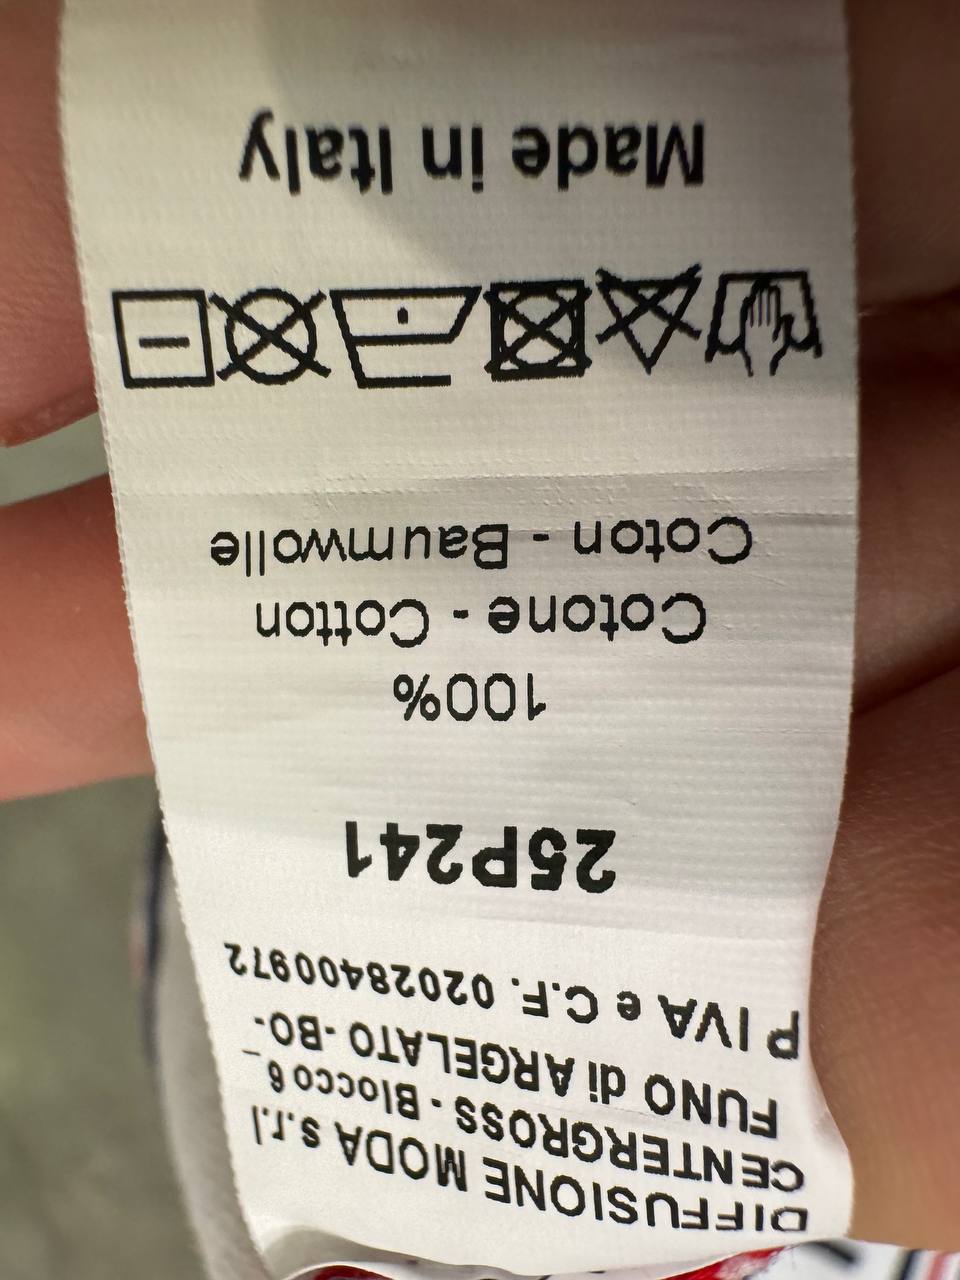 DIFFUSIONE MODA s.r.l
CENTERGROSS - Blocco 6
FUNO di ARGELATO - BO-
P IVA e C.F. 02028400972
25P241
100%
Cotone - Cotton
Coton - Baumwolle
Made in Italy